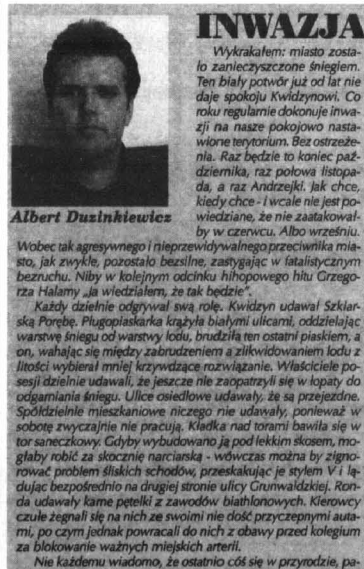 INWAZJA
Wykrakałem: miasto zosta-
ło zanieczyszczone śniegiem.
Ten biały potwór już od lat nie
daje spokoju Kwidzynowi. Co
roku regularnie dokonuje inwa-
zji na nasze pokojowo nasta-
wione terytorium. Bez ostrzeże-
nia. Raz będzie to koniec paź-
dziernika, raz połowa listopa-
da, a raz Andrzejki. Jak chce,
kiedy chce - i wcale nie jest po-
wiedziane, że nie zaatakował-
by w czerwcu. Albo wrześniu.
Albert Duzinkiewicz
Wobec tak agresywnego i nieprzewidywalnego przeciwnika mia-
sto, jak zwykle, pozostało bezsilne, zastygając w fatalistycznym
bezruchu. Niby w kolejnym odcinku hihopowego hitu Grzego-
rza Halamy „Ja wiedziałem, że tak będzie".
Każdy dzielnie odgrywał swą rolę. Kwidzyn udawał Szklar-
ską Porębę. Pługopiaskarka krążyła białymi ulicami, oddzielając
warstwę śniegu od warstwy lodu, brudziła ten ostatni piaskiem, a
on, wahając się między zabrudzeniem a zlikwidowaniem lodu z
litości wybierał mniej krzywdzące rozwiązanie. Właściciele po-
sesji dzielnie udawali, że jeszcze nie zaopatrzyli się w łopaty do
odgarniania śniegu. Ulice osiedlowe udawały, że są przejezdne.
Spółdzielnie mieszkaniowe niczego nie udawały, ponieważ w
sobotę zwyczajnie nie pracują. Kładka nad torami bawiła się w
tor saneczkowy. Gdyby wybudowano ją pod lekkim skosem, mo-
głaby robić za skocznię narciarską - wówczas można by zigno-
rować problem śliskich schodów, przeskakując je stylem V i lą-
dując bezpośrednio na drugiej stronie ulicy Grunwaldzkiej. Ron-
da udawały karne pętelki z zawodów biathlonowych. Kierowcy
czule żegnali się na nich ze swoimi nie dość przyczepnymi auta-
mi, po czym jednak powracali do nich z obawy przed kolegium
za blokowanie ważnych miejskich arterii.
Nie każdemu wiadomo, że ostatnio cóś się w przyrodzie, pa-